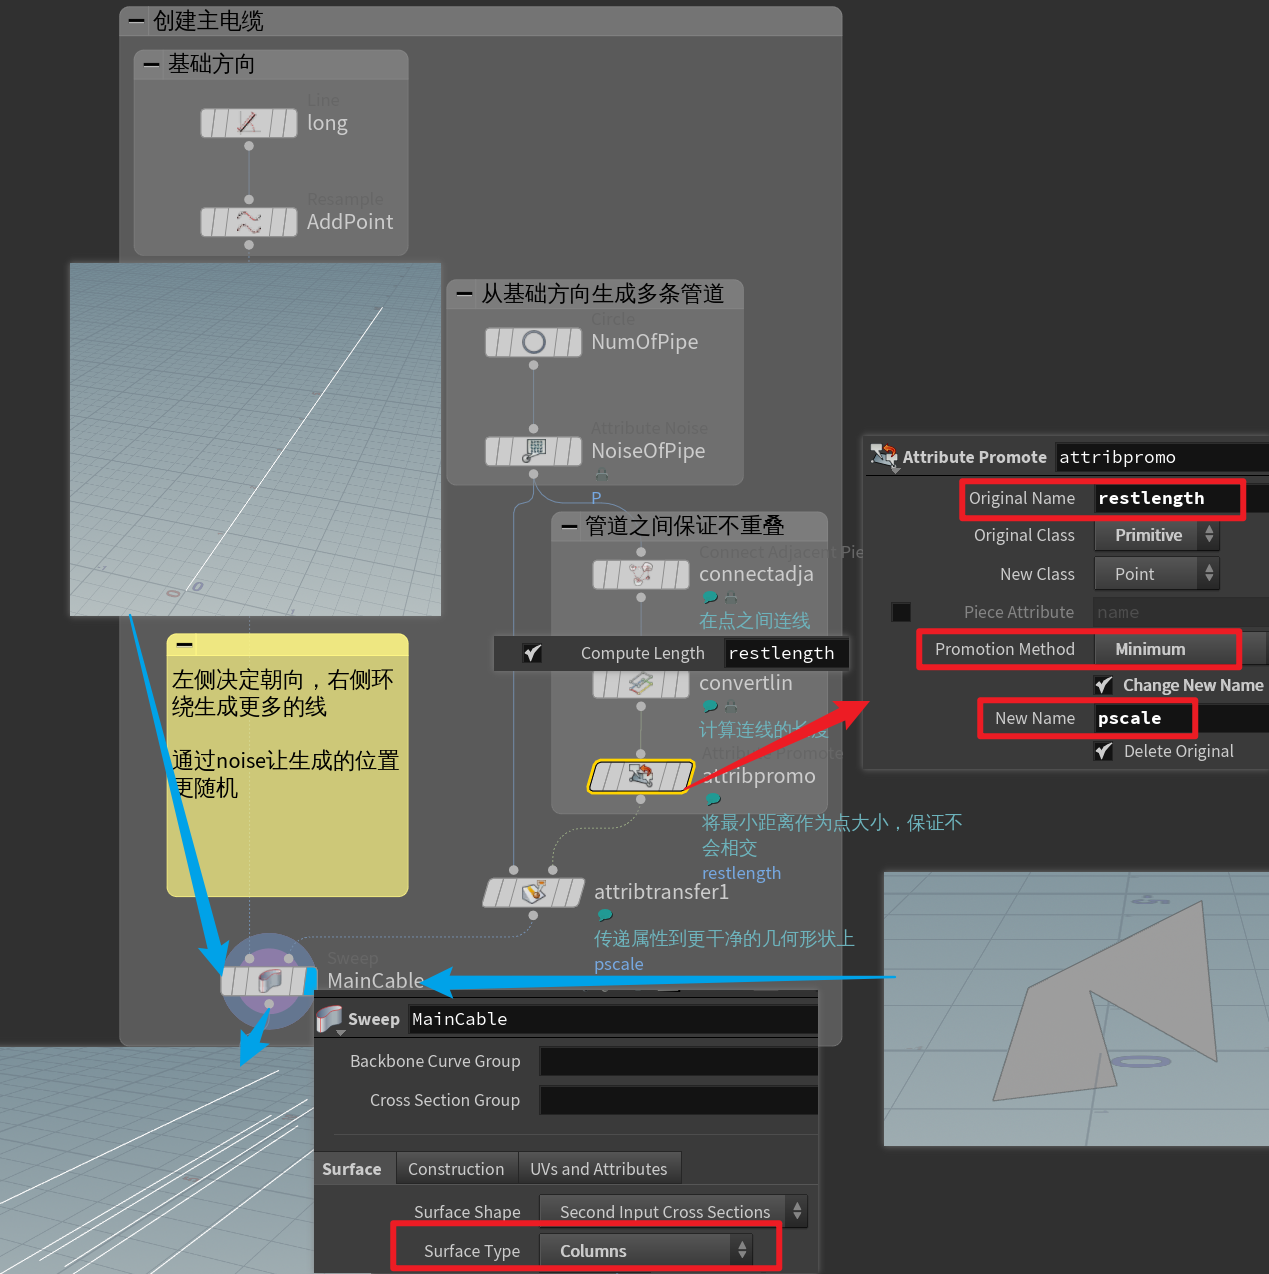 创建主电缆
基础方向
Line
long
Resample
AddPoint
从基础方向生成多条管道
Circle
NumOfPipe
Attribute Noise
NoiseOfPipe
P
管道之间保证不重叠
Connect Adjacent Pie
connectadja
在点之间连线
Compute Length restlength
convertlin
计算连线的长度
Attribute Promote
attribpromo
将最小距离作为点大小，保证不
会相交
restlength
attribtransfer1
传递属性到更干净的几何形状上
pscale
左侧决定朝向，右侧环
绕生成更多的线
通过noise让生成的位置
更随机
Sweep
MainCable
Attribute Promote attribpromo
Original Name restlength
Original Class Primitive
New Class Point
Piece Attribute name
Promotion Method Minimum
Change New Name
New Name pscale
Delete Original
Sweep MainCable
Backbone Curve Group
Cross Section Group
Surface Construction UVs and Attributes
Surface Shape Second Input Cross Sections
Surface Type Columns